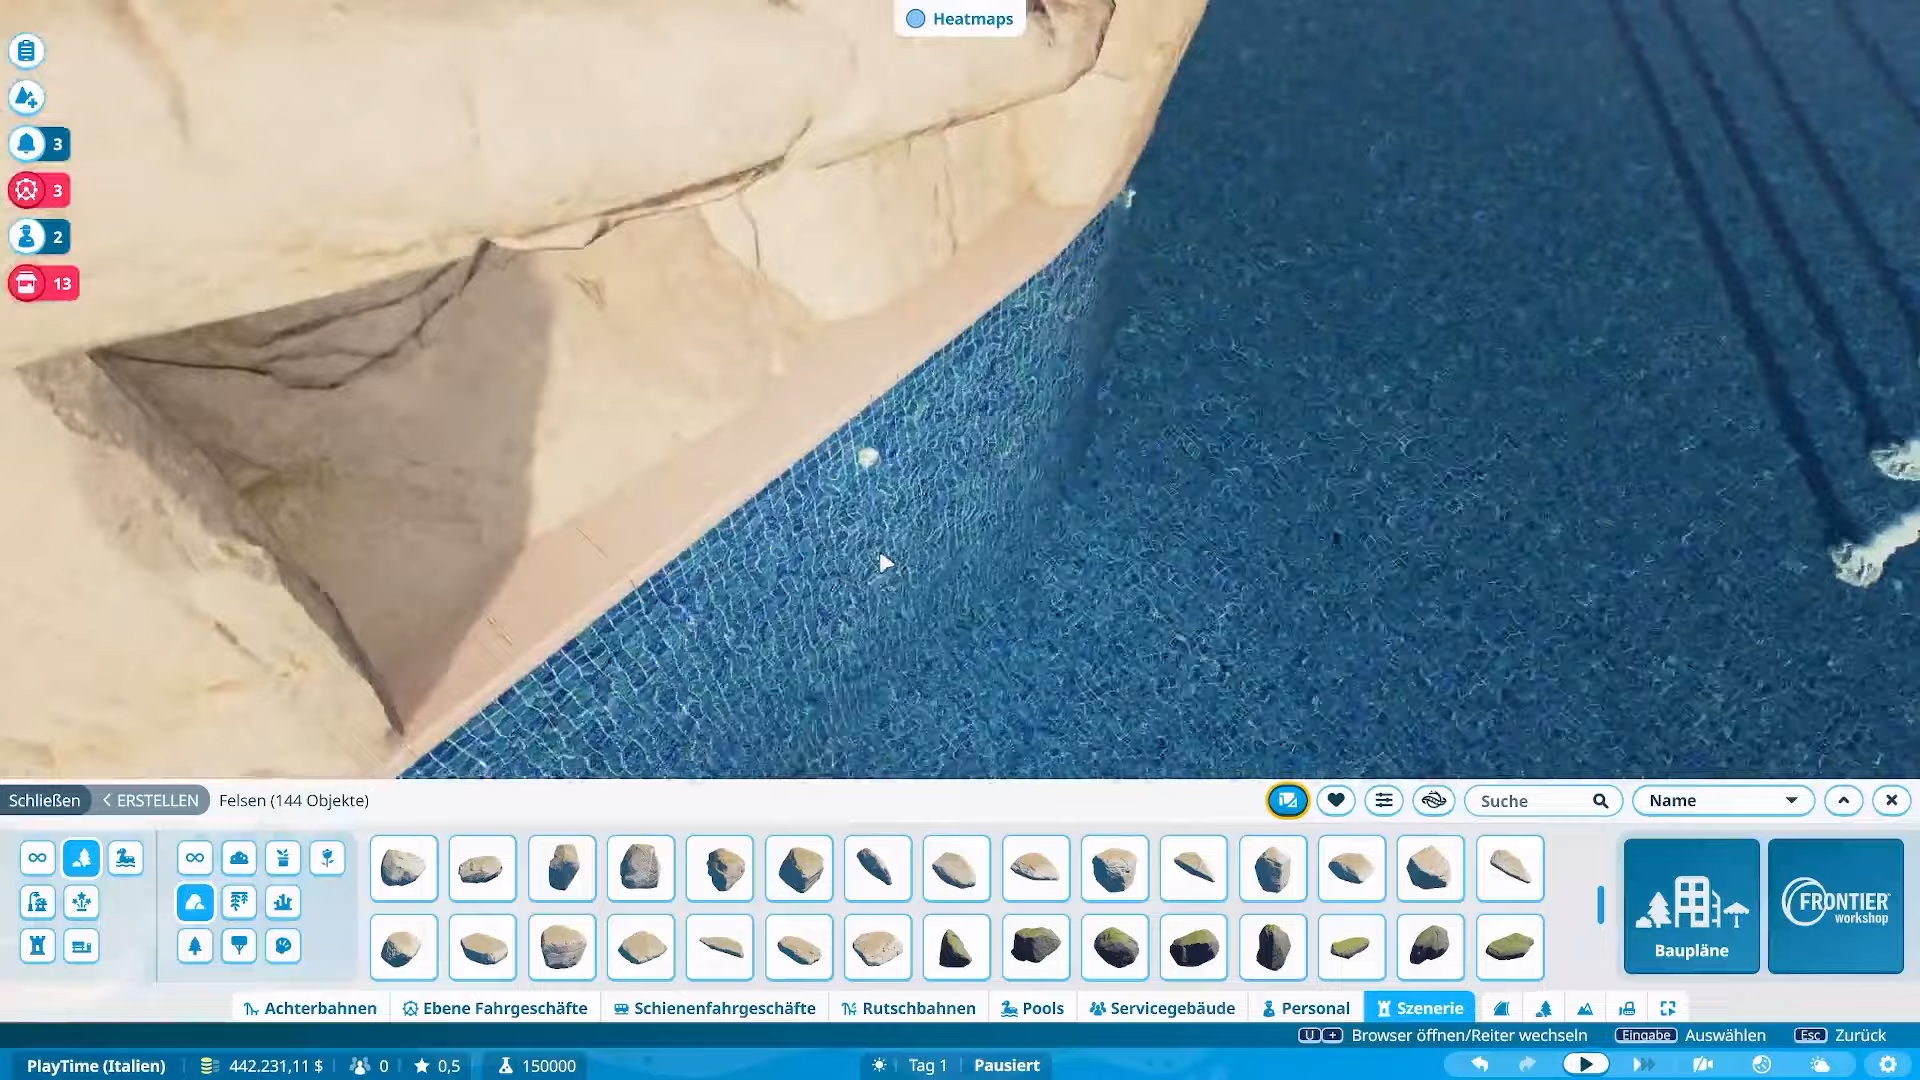 Heatmaps
3
3
2
13
Schließen
ERSTELLEN
Felsen (144 Objekte)
Suche
Name
Baupläne
FRONTIER
workshop
Achterbahnen
Ebene Fahrgeschäfte
Schienenfahrgeschäfte
Rutschbahnen
Pools
Servicegebäude
Personal
Szenerie
U + Browser öffnen/Reiter wechseln
Eingabe Auswählen
Esc Zurück
PlayTime (Italien)
442.231,11 $
0
0,5
150000
Tag 1
Pausiert